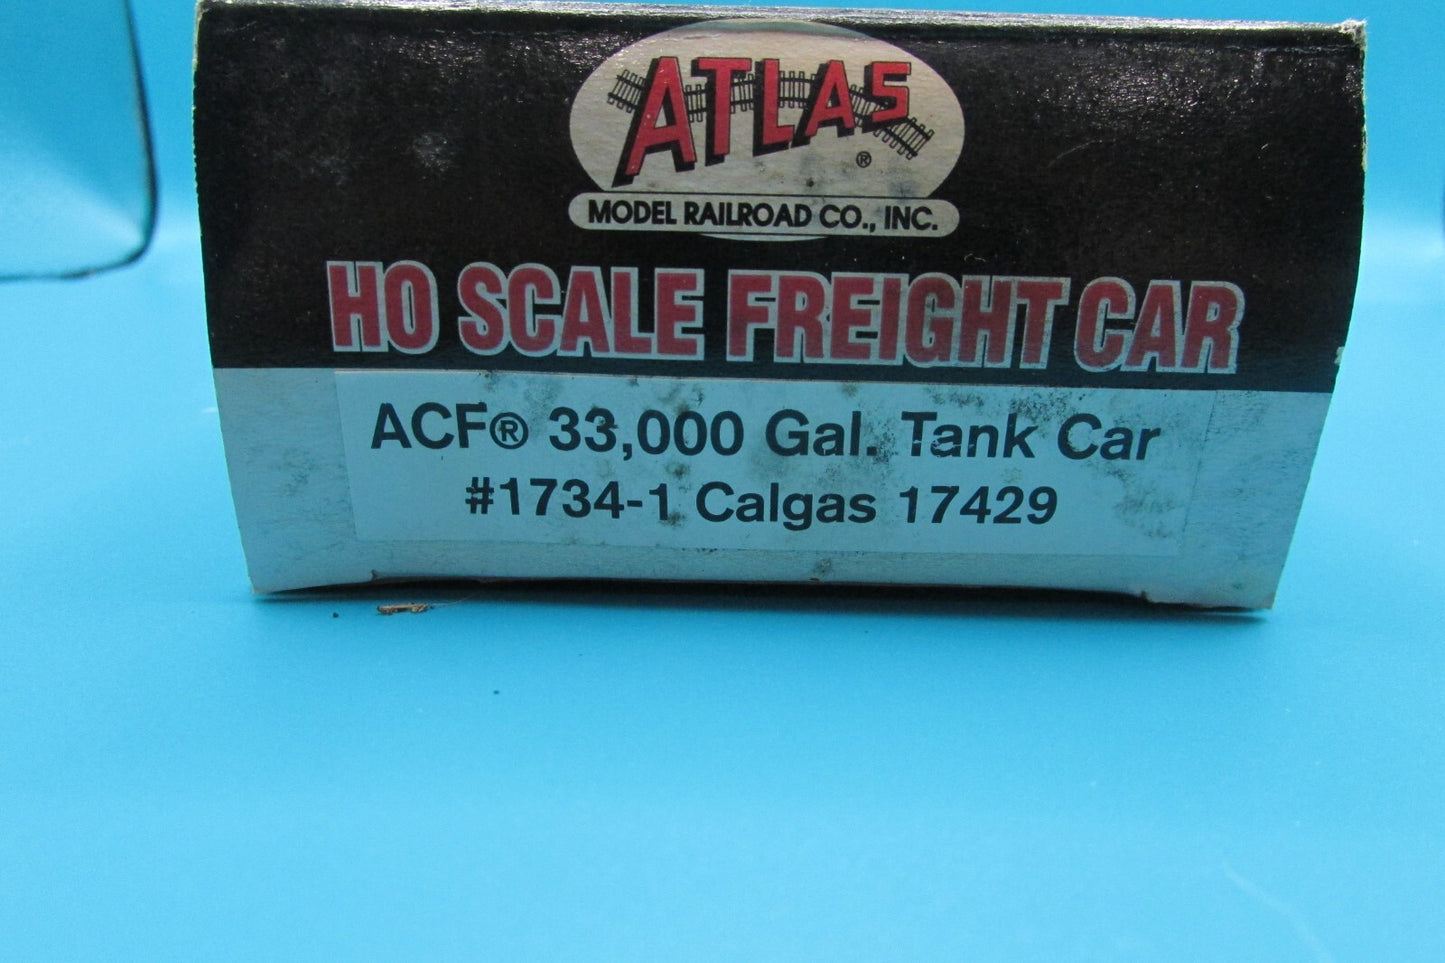 ATLAS®
MODEL RAILROAD CO., INC.
HO SCALE FREIGHT CAR
ACF® 33,000 Gal. Tank Car
#1734-1 Calgas 17429